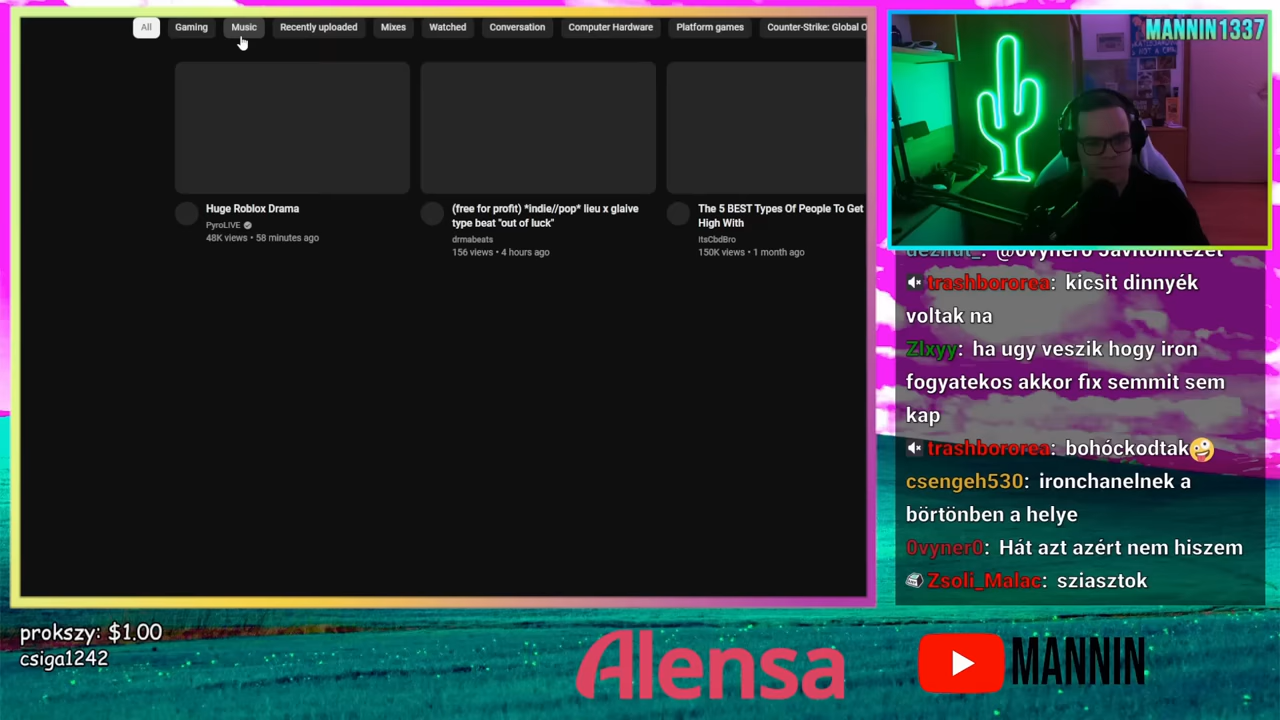 All Gaming Music Recently uploaded Mixes Watched Conversation Computer Hardware Platform games Counter-Strike: Global O
Huge Roblox Drama
PyroLIVE
48K views • 58 minutes ago
(free for profit) *indie//pop* lieu x glaive
type beat "out of luck"
drmabeats
156 views • 4 hours ago
The 5 BEST Types Of People To Get
High With
ItsCbdBro
150K views • 1 month ago
MANNIN1337
@0vyner0 Javítóintézet
trashbororea: kicsit dinnyék
voltak na
Zlxyy: ha ugy veszik hogy iron
fogyatekos akkor fix semmit sem
kap
trashbororea: bohóckodtak🤪
csengeh530: ironchanelnek a
börtönben a helye
0vyner0: Hát azt azért nem hiszem
Zsoli_Malac: sziasztok
prokszy: $1.00
csiga1242
Alensa
MANNIN